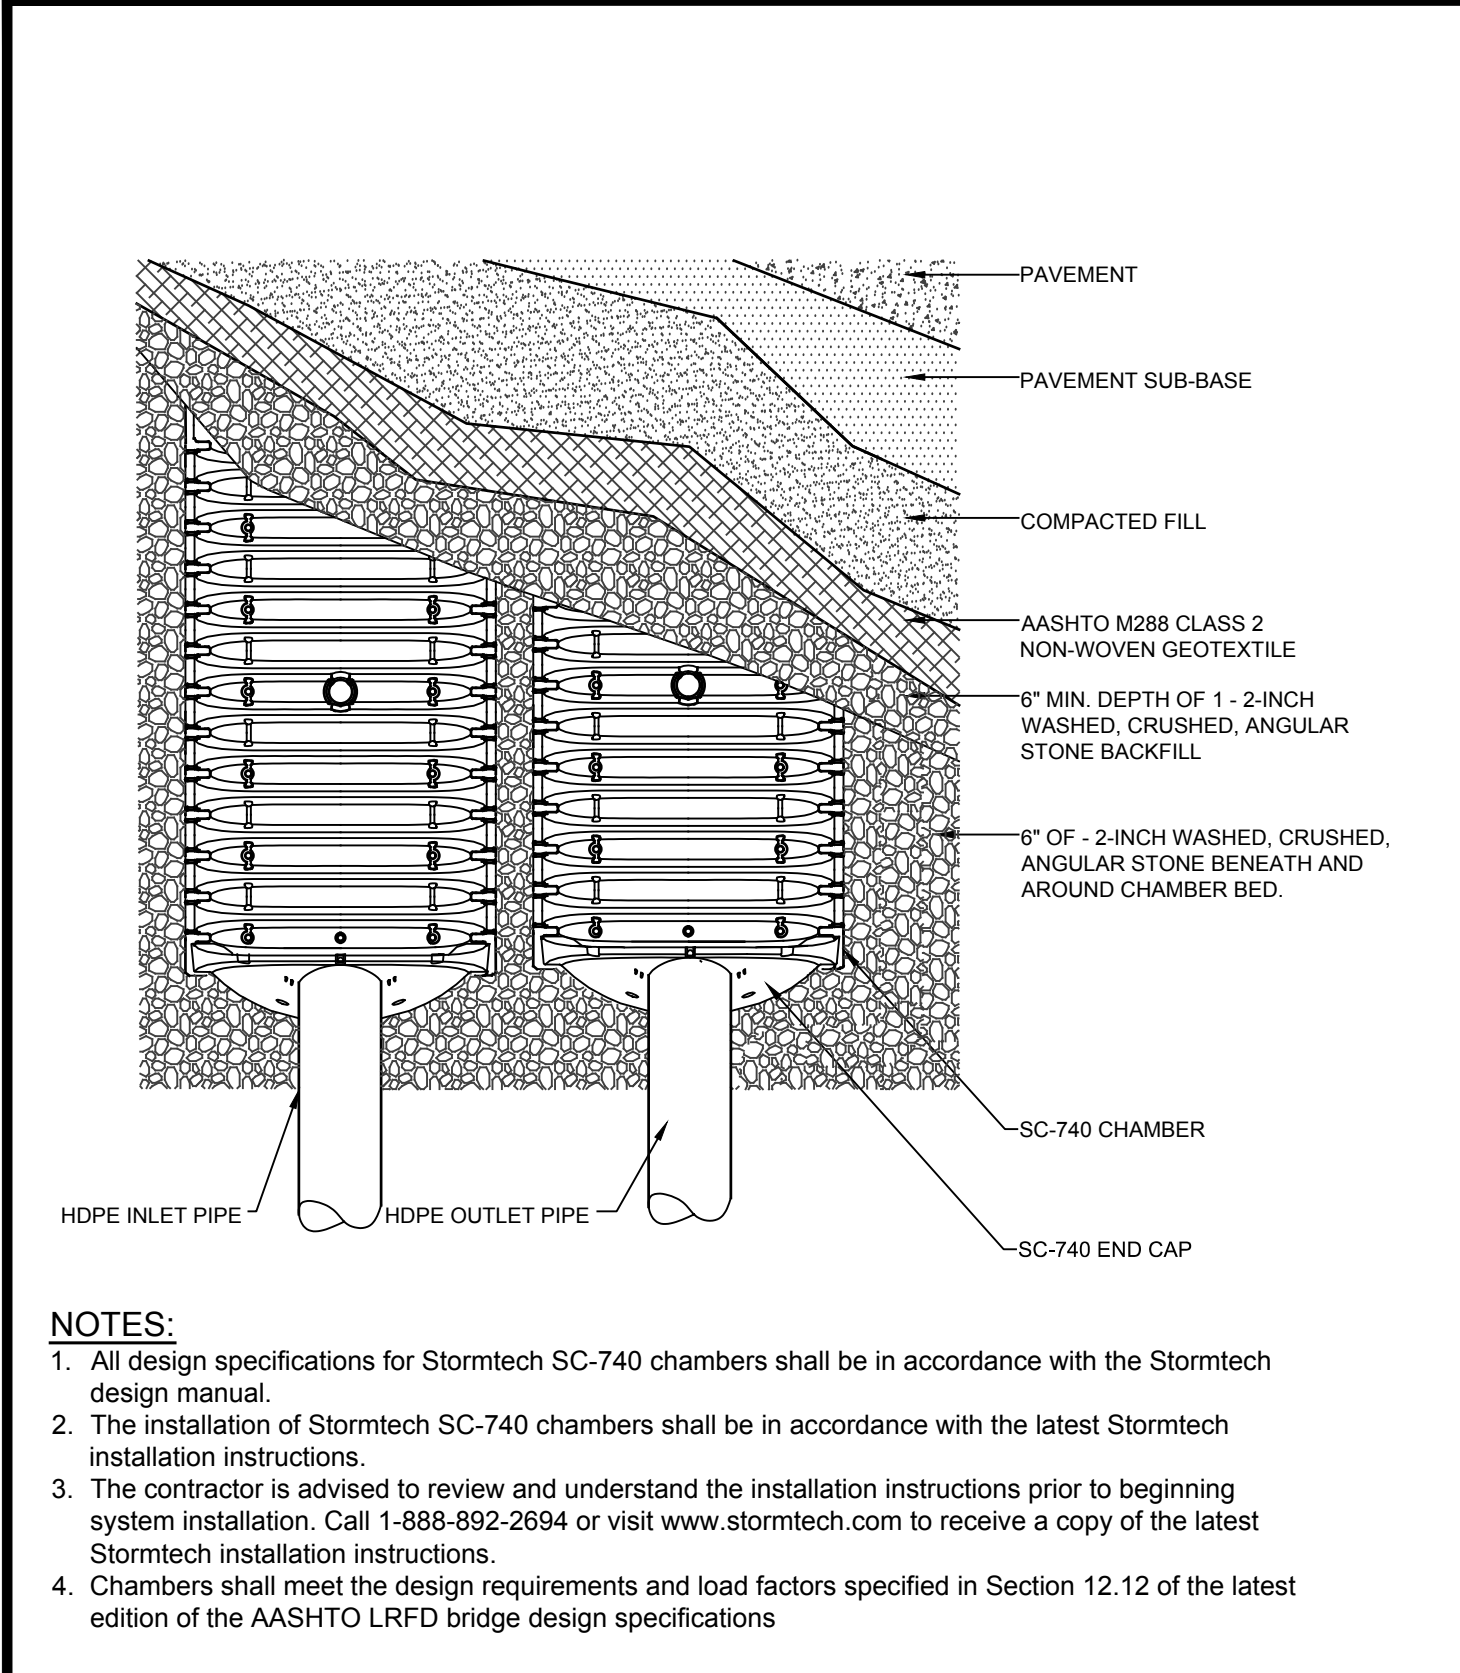 PAVEMENT
PAVEMENT SUB-BASE
COMPACTED FILL
AASHTO M288 CLASS 2
NON-WOVEN GEOTEXTILE
6" MIN. DEPTH OF 1 - 2-INCH
WASHED, CRUSHED, ANGULAR
STONE BACKFILL
6" OF - 2-INCH WASHED, CRUSHED,
ANGULAR STONE BENEATH AND
AROUND CHAMBER BED.
SC-740 CHAMBER
HDPE INLET PIPE
HDPE OUTLET PIPE
SC-740 END CAP
NOTES:
1. All design specifications for Stormtech SC-740 chambers shall be in accordance with the Stormtech
design manual.
2. The installation of Stormtech SC-740 chambers shall be in accordance with the latest Stormtech
installation instructions.
3. The contractor is advised to review and understand the installation instructions prior to beginning
system installation. Call 1-888-892-2694 or visit www.stormtech.com to receive a copy of the latest
Stormtech installation instructions.
4. Chambers shall meet the design requirements and load factors specified in Section 12.12 of the latest
edition of the AASHTO LRFD bridge design specifications